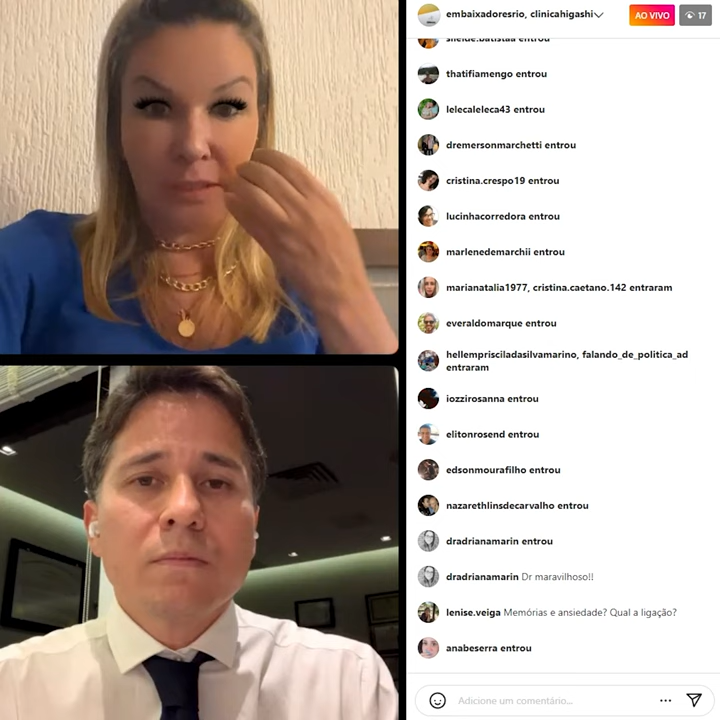 embaixadoresrio, clinicahigashi
AO VIVO
17
thatifiamengo entrou
lelecaleleca43 entrou
dremersonmarchetti entrou
cristina.crespo19 entrou
lucinhacorredora entrou
marlenedemarchii entrou
marianatalia1977, cristina.caetano.142 entraram
everaldomarque entrou
hellemprisciladasilvamarino, falando_de_politica_ad
entraram
iozzirosanna entrou
elitonrosend entrou
edsonmourafilho entrou
nazarethlinsdecarvalho entrou
dradrianamarin entrou
dradrianamarin Dr maravilhoso!!
lenise.veiga Memórias e ansiedade? Qual a ligação?
anabeserra entrou
Adicione um comentário...